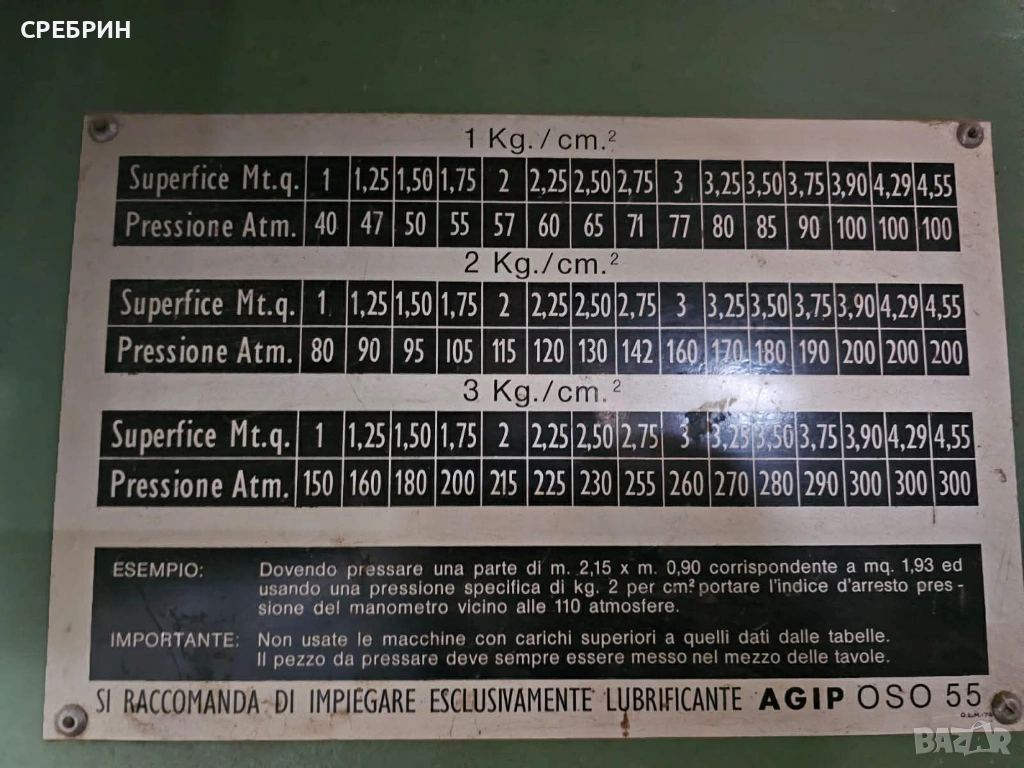 СРЕБРИН
1 Kg./cm.²
Superfice Mt.q. 1 1,25 1,50 1,75 2 2,25 2,50 2,75 3 3,25 3,50 3,75 3,90 4,29 4,55
Pressione Atm. 40 47 50 55 57 60 65 71 77 80 85 90 100 100 100
2 Kg./cm.²
Superfice Mt.q. 1 1,25 1,50 1,75 2 2,25 2,50 2,75 3 3,25 3,50 3,75 3,90 4,29 4,55
Pressione Atm. 80 90 95 105 115 120 130 142 160 170 180 190 200 200 200
3 Kg./cm.²
Superfice Mt.q. 1 1,25 1,50 1,75 2 2,25 2,50 2,75 3 3,25 3,50 3,75 3,90 4,29 4,55
Pressione Atm. 150 160 180 200 215 225 230 255 260 270 280 290 300 300 300
ESEMPIO: Dovendo pressare una parte di m. 2,15 x m. 0,90 corrispondente a mq. 1,93 ed
usando una pressione specifica di kg. 2 per cm² portare l'indice d'arresto pres-
sione del manometro vicino alle 110 atmosfere.
IMPORTANTE: Non usate le macchine con carichi superiori a quelli dati dalle tabelle.
Il pezzo da pressare deve sempre essere messo nel mezzo delle tavole.
SI RACCOMANDA DI IMPIEGARE ESCLUSIVAMENTE LUBRIFICANTE AGIP OSO 55
BAZAR